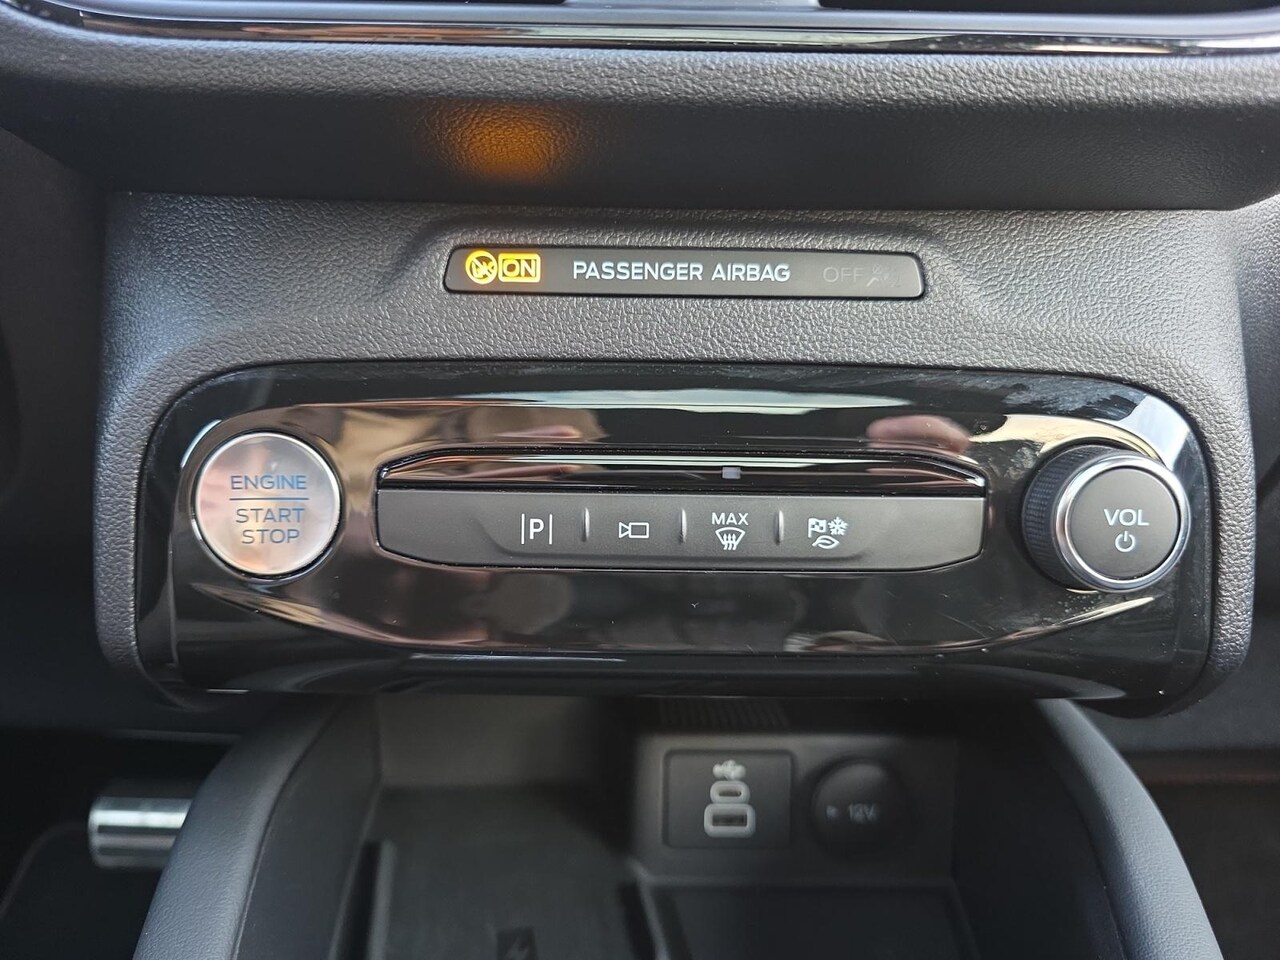 ON PASSENGER AIRBAG OFF
ENGINE
START
STOP
P
MAX
VOL
12V